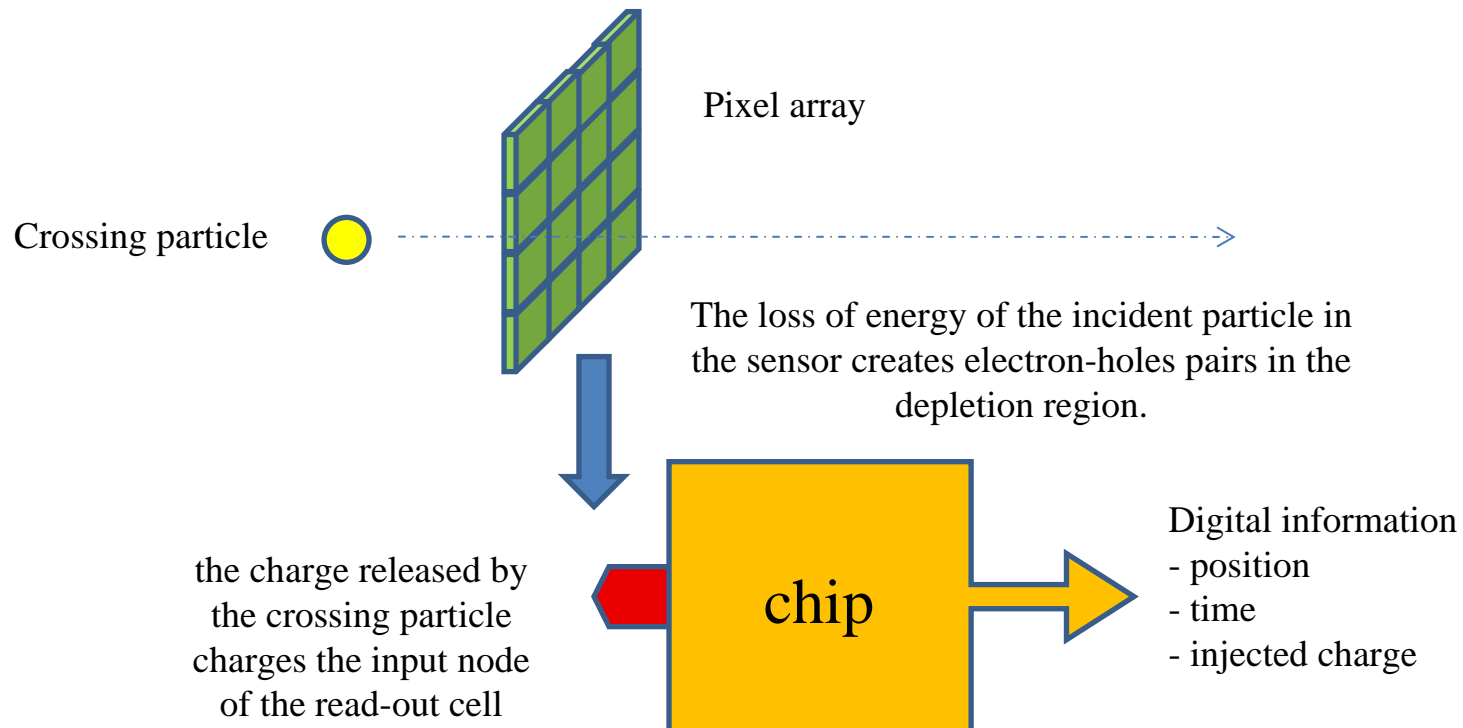 Pixel array
Crossing particle
The loss of energy of the incident particle in
the sensor creates electron-holes pairs in the
depletion region.
the charge released by
the crossing particle
charges the input node
of the read-out cell
chip
Digital information
- position
- time
- injected charge